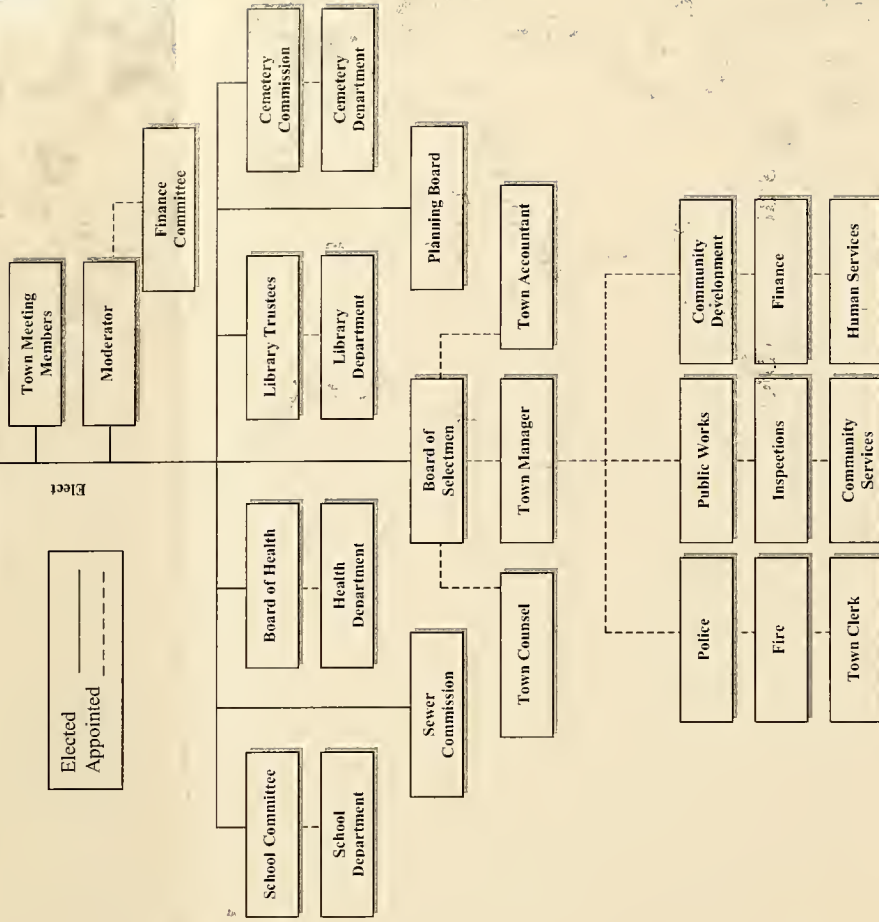 Elect
Elected
Appointed
Town Meeting
Members
Moderator
Finance
Committee
School Committee
School
Department
Board of Health
Health
Department
Library Trustees
Library
Department
Cemetery
Commission
Cemetery
Denartment
Sewer
Commission
Board of
Selectmen
Planning Board
Town Counsel
Town Manager
Town Accountant
Police
Public Works
Community
Development
Fire
Inspections
Finance
Town Clerk
Community
Services
Human Services